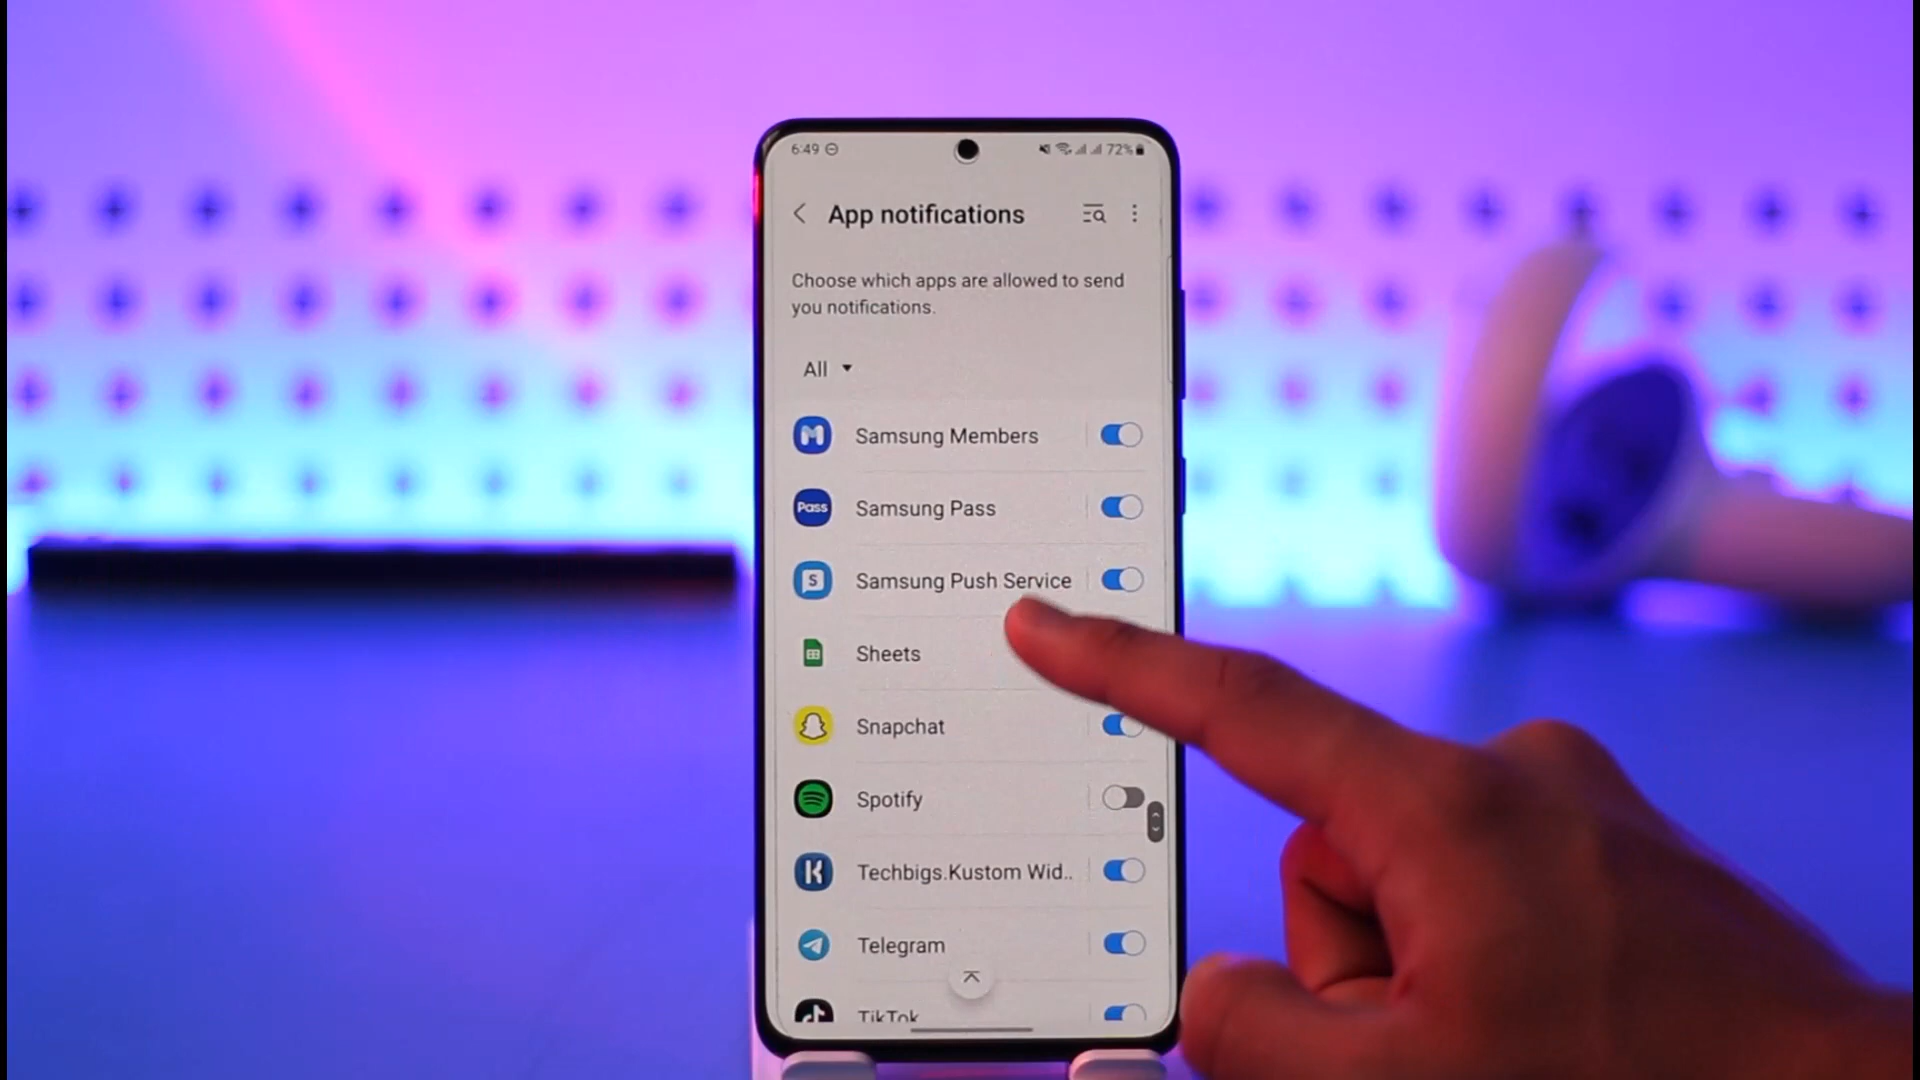 6:49
72%
App notifications
Choose which apps are allowed to send
you notifications.
All
Samsung Members
Pass
Samsung Pass
S
Samsung Push Service
Sheets
Snapchat
Spotify
Techbigs.Kustom Wid..
Telegram
TikTok